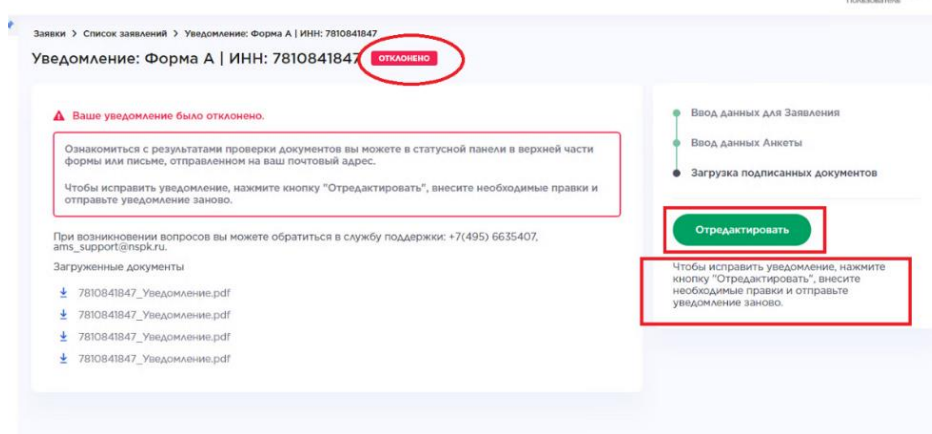 Пользователь
Заявки > Список заявлений > Уведомление: Форма А | ИНН: 7810841847
Уведомление: Форма А | ИНН: 7810841847 ОТКЛОНЕНО
Ваше уведомление было отклонено.
Ознакомиться с результатами проверки документов вы можете в статусной панели в верхней части
формы или письме, отправленном на ваш почтовый адрес.
Чтобы исправить уведомление, нажмите кнопку "Отредактировать", внесите необходимые правки и
отправьте уведомление заново.
При возникновении вопросов вы можете обратиться в службу поддержки: +7(495) 6635407,
ams_support@nspk.ru.
Загруженные документы
7810841847_Уведомление.pdf
7810841847_Уведомление.pdf
7810841847_Уведомление.pdf
7810841847_Уведомление.pdf
Ввод данных для Заявления
Ввод данных Анкеты
Загрузка подписанных документов
Отредактировать
Чтобы исправить уведомление, нажмите
кнопку "Отредактировать", внесите
необходимые правки и отправьте
уведомление заново.